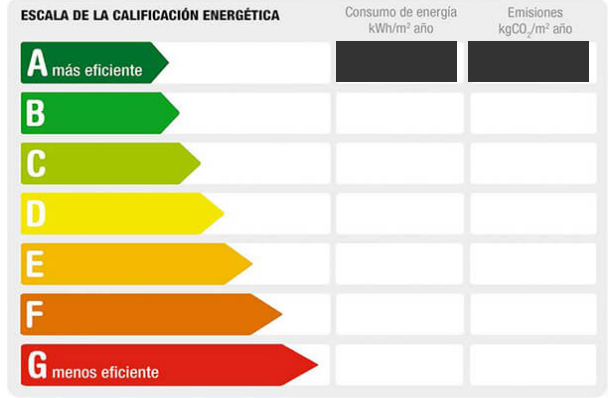 ESCALA DE LA CALIFICACIÓN ENERGÉTICA
Consumo de energía
kWh/m² año
Emisiones
kgCO₂/m² año
A más eficiente
B
C
D
E
F
G menos eficiente